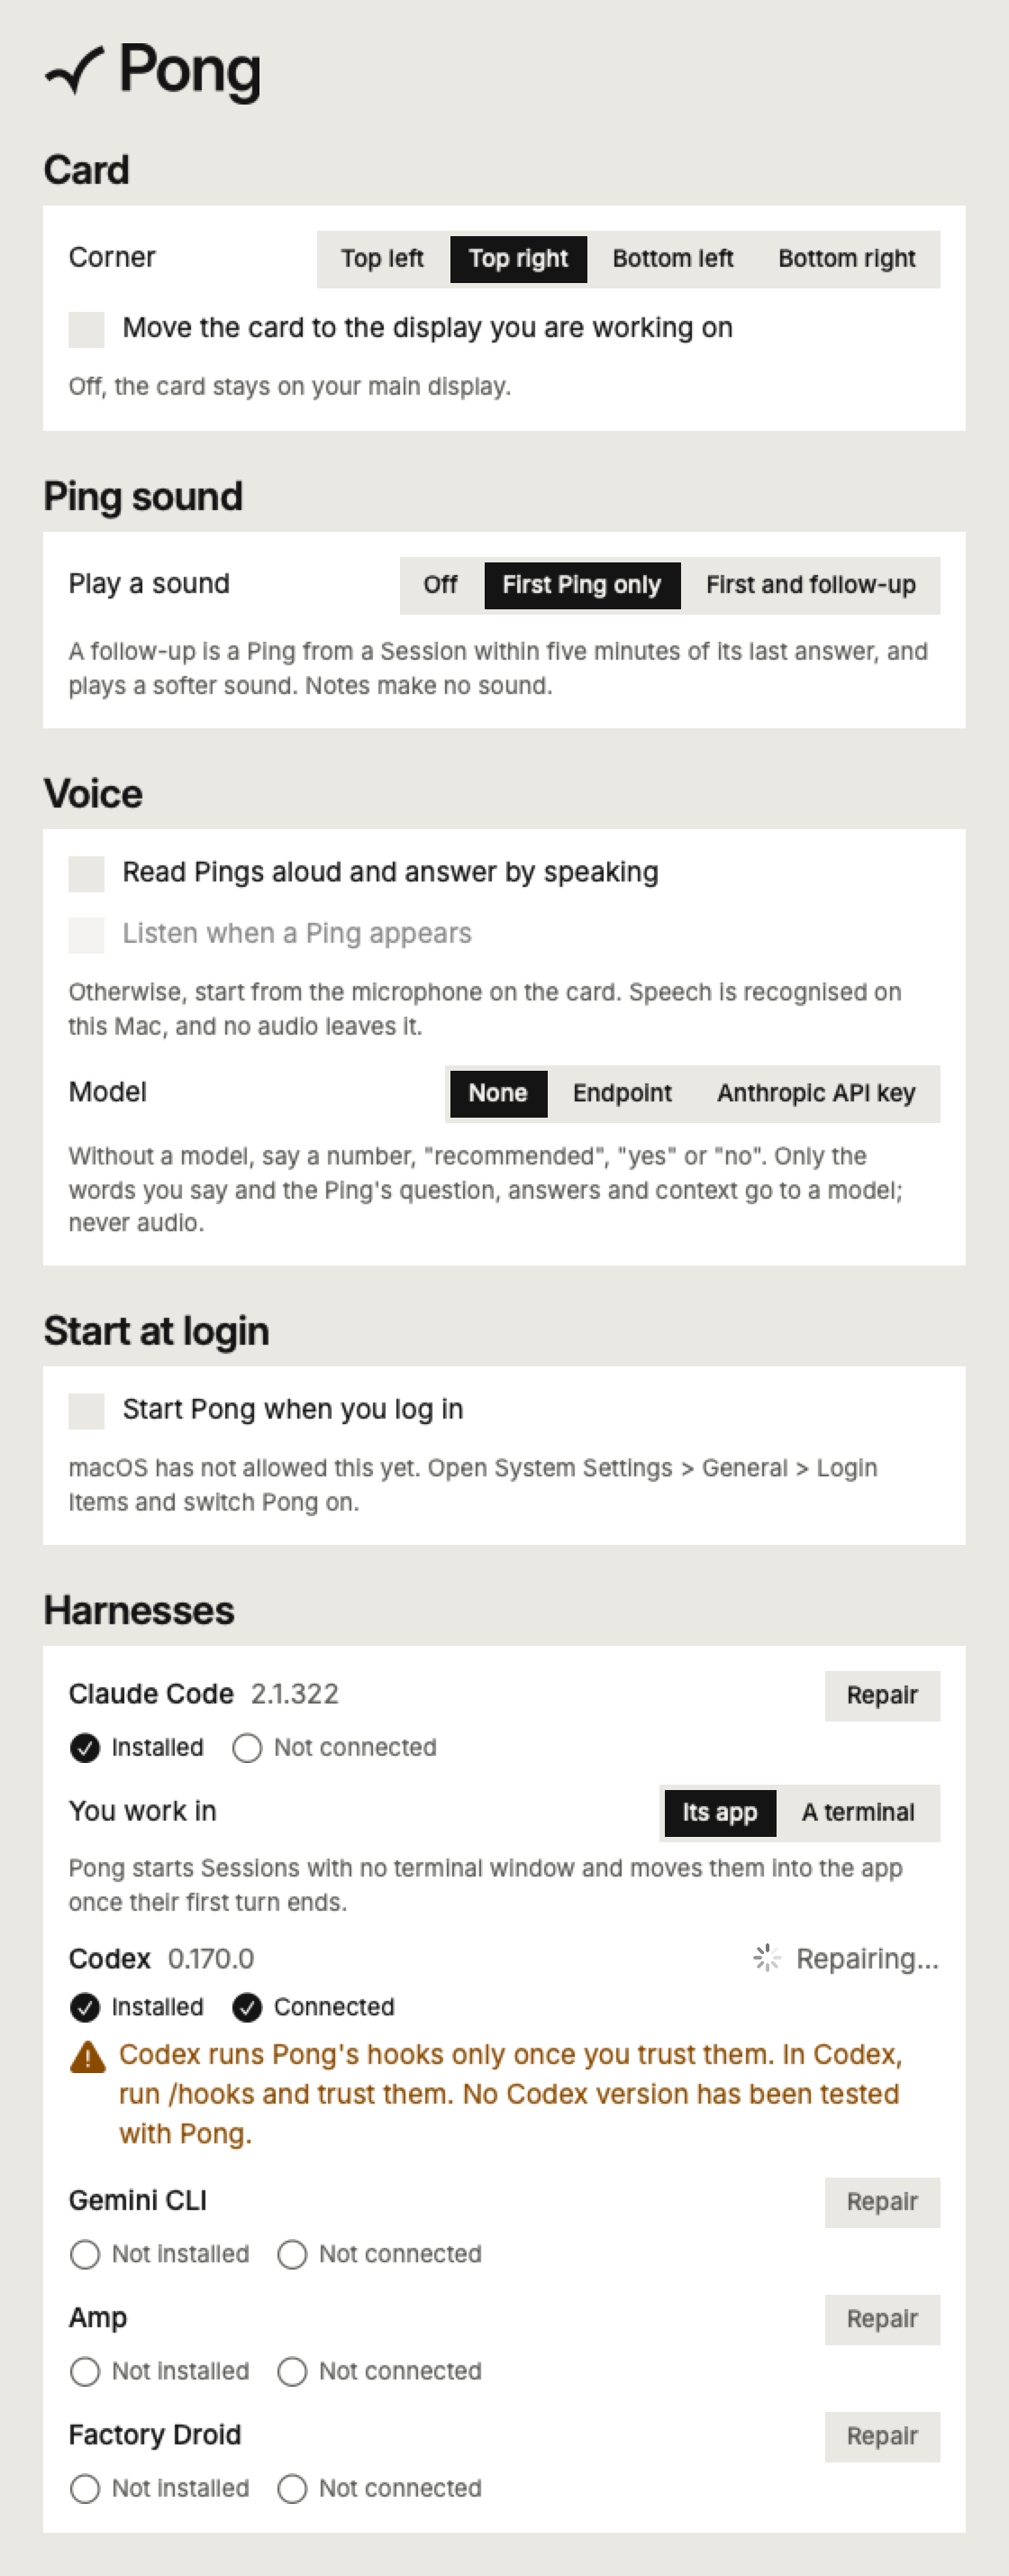 Pong
Card
Corner
Top left
Top right
Bottom left
Bottom right
Move the card to the display you are working on
Off, the card stays on your main display.
Ping sound
Play a sound
Off
First Ping only
First and follow-up
A follow-up is a Ping from a Session within five minutes of its last answer, and
plays a softer sound. Notes make no sound.
Voice
Read Pings aloud and answer by speaking
Listen when a Ping appears
Otherwise, start from the microphone on the card. Speech is recognised on
this Mac, and no audio leaves it.
Model
None
Endpoint
Anthropic API key
Without a model, say a number, "recommended", "yes" or "no". Only the
words you say and the Ping's question, answers and context go to a model;
never audio.
Start at login
Start Pong when you log in
macOS has not allowed this yet. Open System Settings > General > Login
Items and switch Pong on.
Harnesses
Claude Code 2.1.322
Repair
Installed
Not connected
You work in
Its app
A terminal
Pong starts Sessions with no terminal window and moves them into the app
once their first turn ends.
Codex 0.170.0
Repairing...
Installed
Connected
Codex runs Pong's hooks only once you trust them. In Codex,
run /hooks and trust them. No Codex version has been tested
with Pong.
Gemini CLI
Repair
Not installed
Not connected
Amp
Repair
Not installed
Not connected
Factory Droid
Repair
Not installed
Not connected